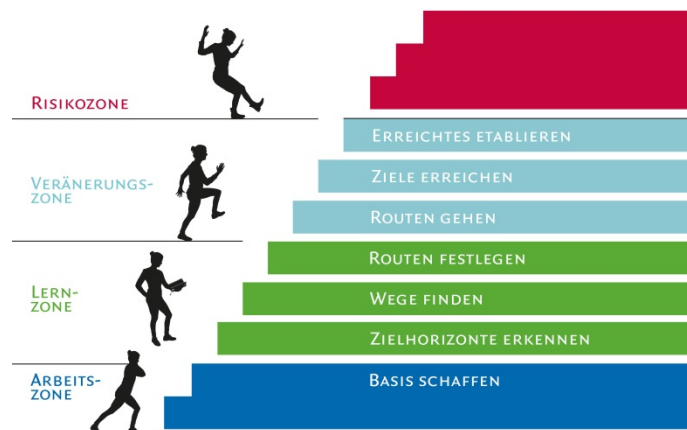 Risikozone
Erreichtes etablieren
Veränerungs-
zone
Ziele erreichen
Routen gehen
Routen festlegen
Lern-
zone
Wege finden
Zielhorizonte erkennen
Arbeits-
zone
Basis schaffen